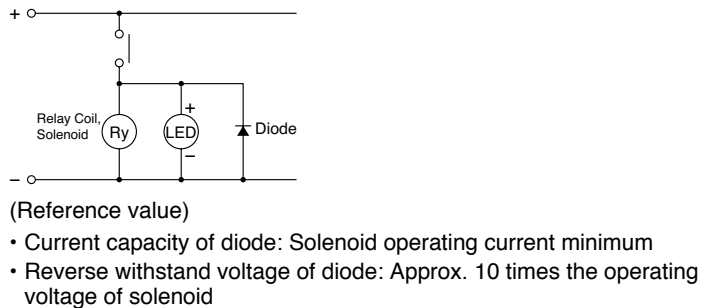 +
Relay Coil,
Solenoid
Ry
+
LED
−
Diode
−
(Reference value)
• Current capacity of diode: Solenoid operating current minimum
• Reverse withstand voltage of diode: Approx. 10 times the operating
voltage of solenoid